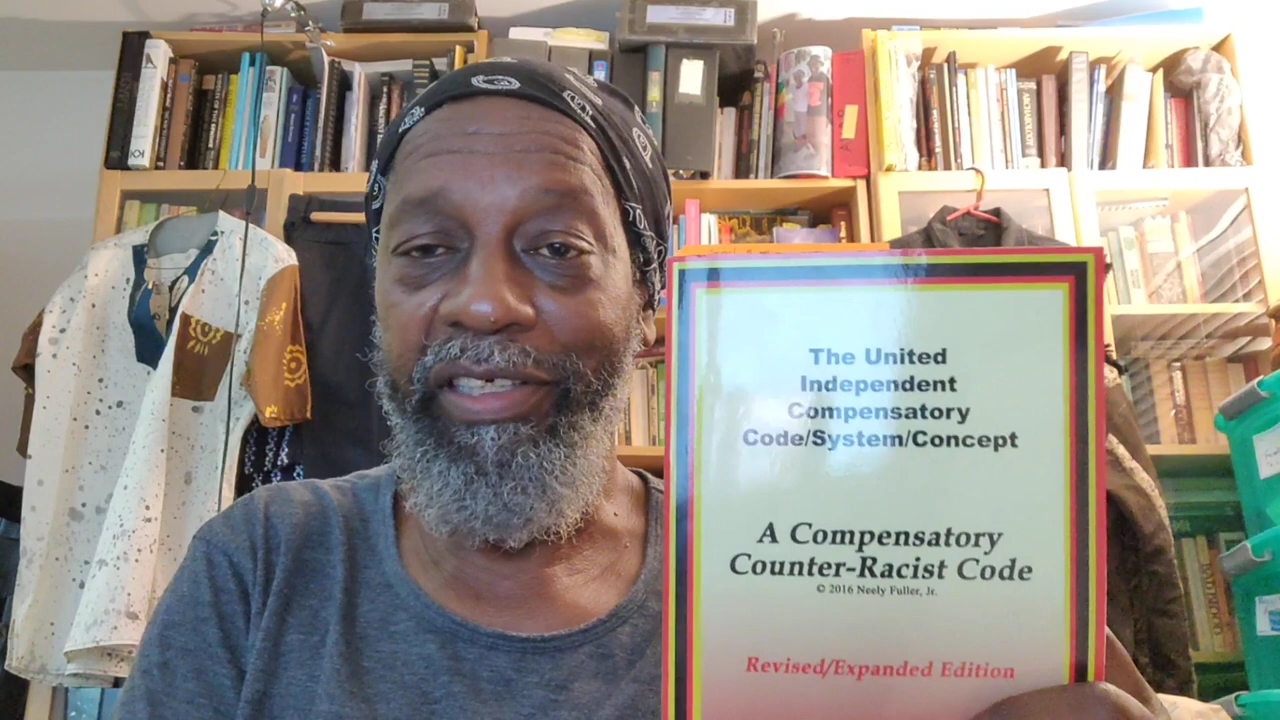 The United
Independent
Compensatory
Code/System/Concept
A Compensatory
Counter-Racist Code
© 2016 Neely Fuller, Jr.
Revised/Expanded Edition